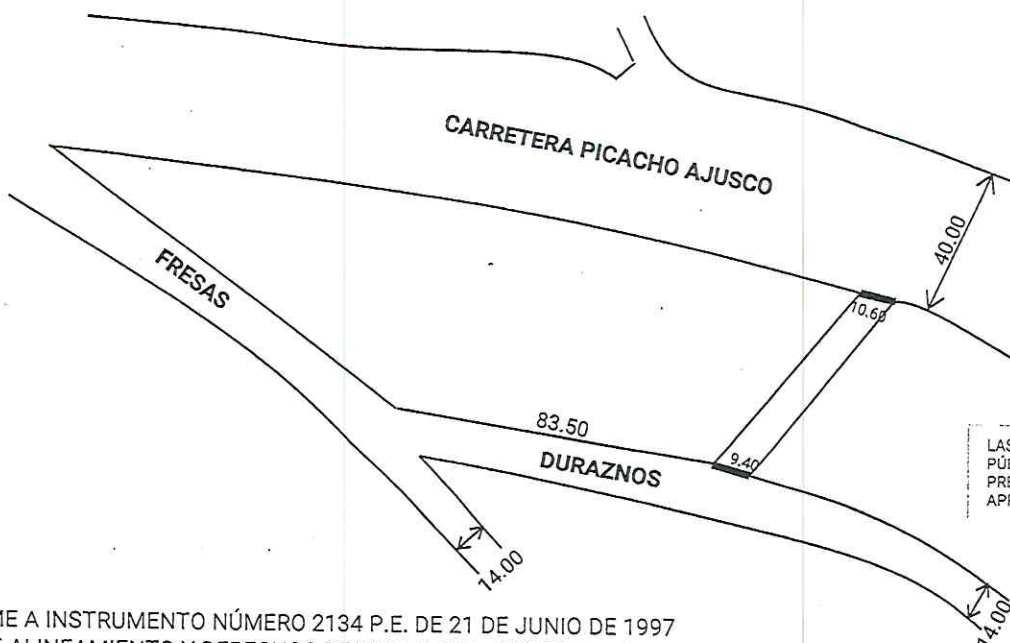 CARRETERA PICACHO AJUSCO
40.00
FRESAS
10.60
83.50
9.40
DURAZNOS
14.00
14.00
2134 P.E. DE 21 DE JUNIO DE 1997
A INSTRUMENTO NÚMERO